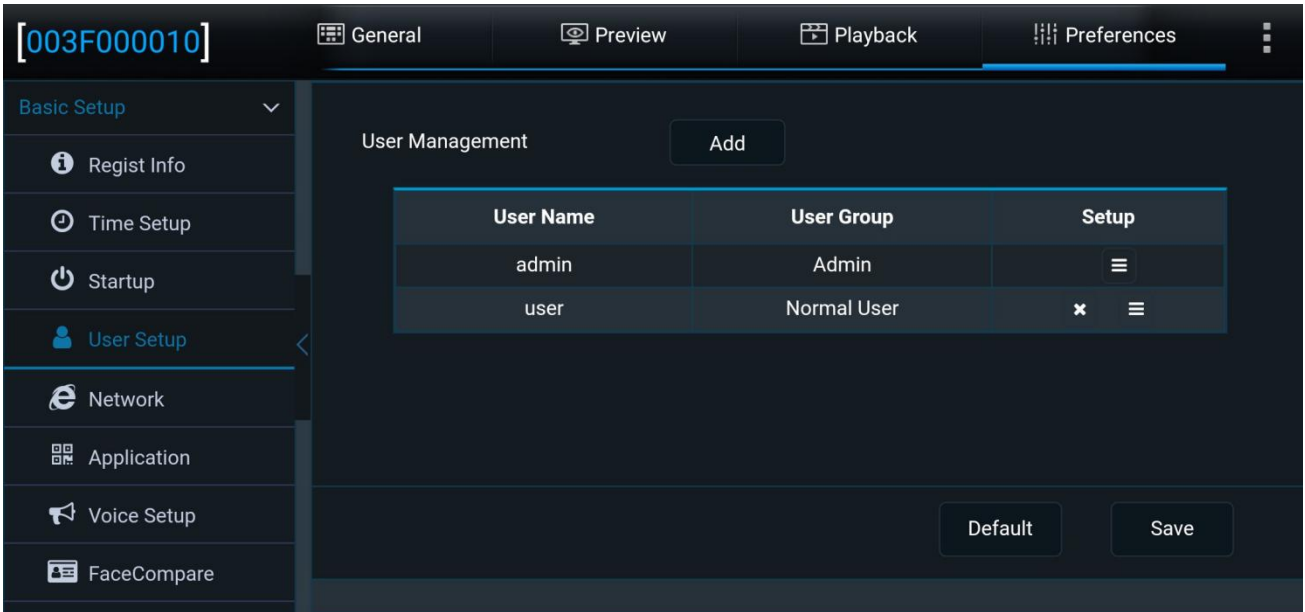 [003F000010]
General
Preview
Playback
Preferences
Basic Setup
Regist Info
Time Setup
Startup
User Setup
Network
Application
Voice Setup
FaceCompare
User Management
Add
User Name User Group Setup
admin Admin
user Normal User
Default
Save